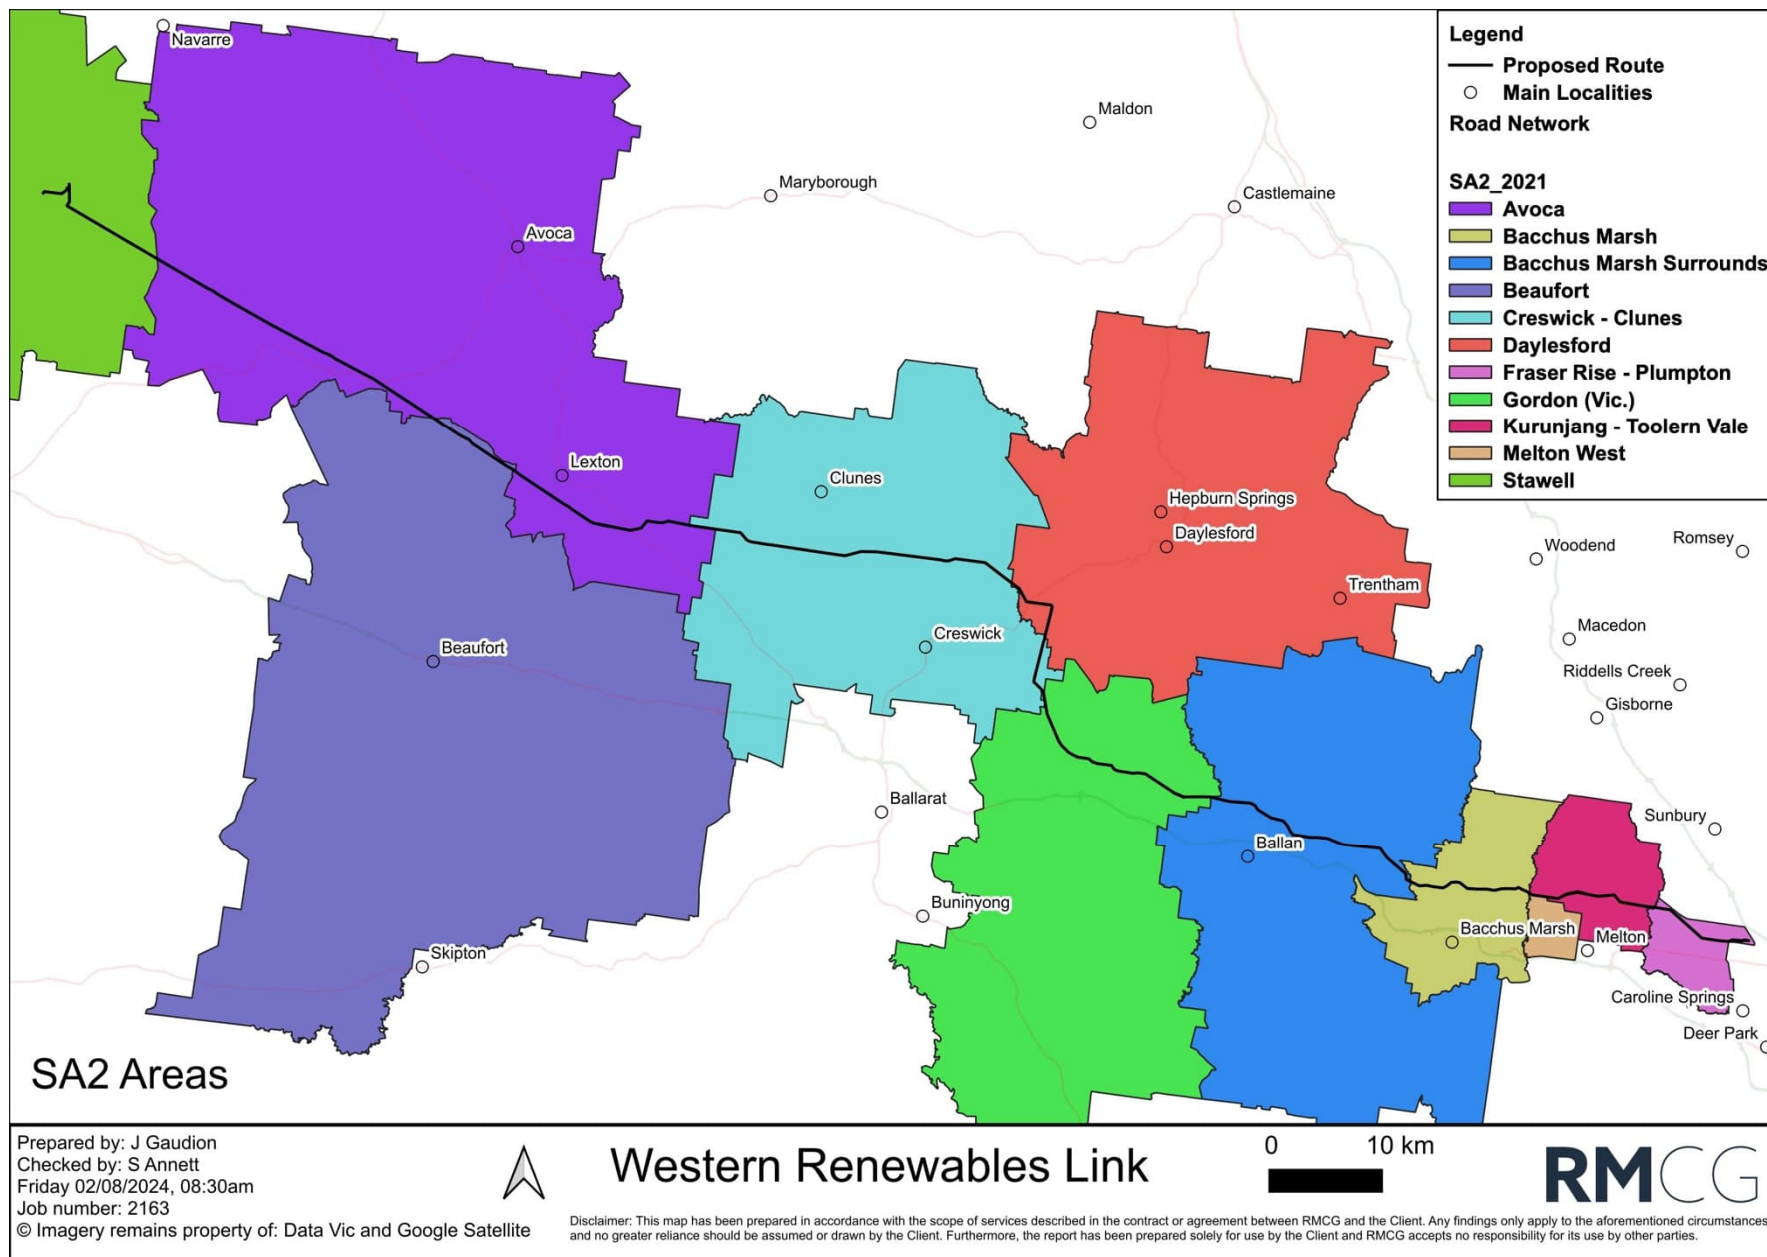 Legend
Proposed Route
Main Localities
Road Network
SA2_2021
Avoca
Bacchus Marsh
Bacchus Marsh Surrounds
Beaufort
Creswick - Clunes
Daylesford
Fraser Rise - Plumpton
Gordon (Vic.)
Kurunjang - Toolern Vale
Melton West
Stawell
Navarre
Maldon
Maryborough
Castlemaine
Avoca
Lexton
Clunes
Hepburn Springs
Daylesford
Trentham
Woodend
Romsey
Macedon
Riddells Creek
Gisborne
Beaufort
Creswick
Ballarat
Ballan
Sunbury
Buninyong
Bacchus Marsh
Melton
Skipton
Caroline Springs
Deer Park
SA2 Areas
Prepared by: J Gaudion
Checked by: S Annett
Friday 02/08/2024, 08:30am
Job number: 2163
© Imagery remains property of: Data Vic and Google Satellite
Western Renewables Link
0 10 km
RMCG
Disclaimer: This map has been prepared in accordance with the scope of services described in the contract or agreement between RMCG and the Client. Any findings only apply to the aforementioned circumstances
and no greater reliance should be assumed or drawn by the Client. Furthermore, the report has been prepared solely for use by the Client and RMCG accepts no responsibility for its use by other parties.